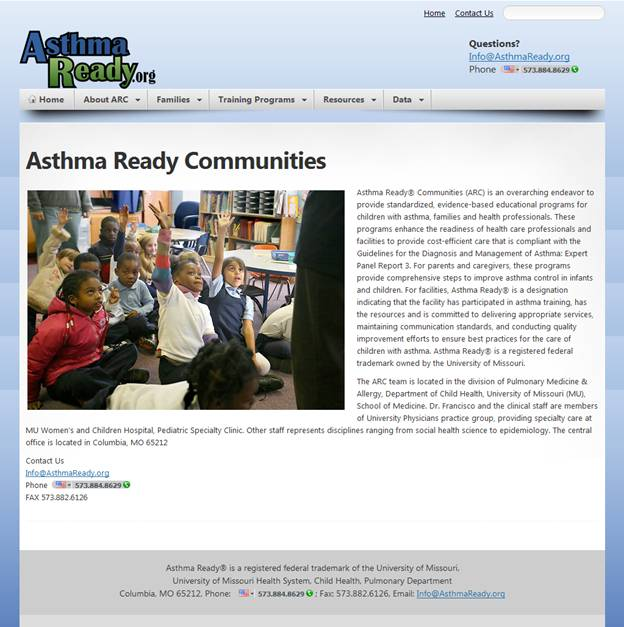 Home Contact Us
Asthma
Ready.org
Questions?
Info@AsthmaReady.org
Phone 573.884.8629
Home About ARC Families Training Programs Resources Data
Asthma Ready Communities
Asthma Ready® Communities (ARC) is an overarching endeavor to
provide standardized, evidence-based educational programs for
children with asthma, families and health professionals. These
programs enhance the readiness of health care professionals and
facilities to provide cost-efficient care that is compliant with the
Guidelines for the Diagnosis and Management of Asthma: Expert
Panel Report 3. For parents and caregivers, these programs
provide comprehensive steps to improve asthma control in infants
and children. For facilities, Asthma Ready® is a designation
indicating that the facility has participated in asthma training, has
the resources and is committed to delivering appropriate services,
maintaining communication standards, and conducting quality
improvement efforts to ensure best practices for the care of
children with asthma. Asthma Ready® is a registered federal
trademark owned by the University of Missouri.
The ARC team is located in the division of Pulmonary Medicine &
Allergy, Department of Child Health, University of Missouri (MU),
School of Medicine. Dr. Francisco and the clinical staff are members
of University Physicians practice group, providing specialty care at
MU Women's and Children Hospital, Pediatric Specialty Clinic. Other staff represents disciplines ranging from social health science to epidemiology. The central
office is located in Columbia, MO 65212
Contact Us
Info@AsthmaReady.org
Phone 573.884.8629
FAX 573.882.6126
Asthma Ready® is a registered federal trademark of the University of Missouri.
University of Missouri Health System, Child Health, Pulmonary Department
Columbia, MO 65212, Phone: 573.884.8629 ; Fax: 573.882.6126, Email: Info@AsthmaReady.org